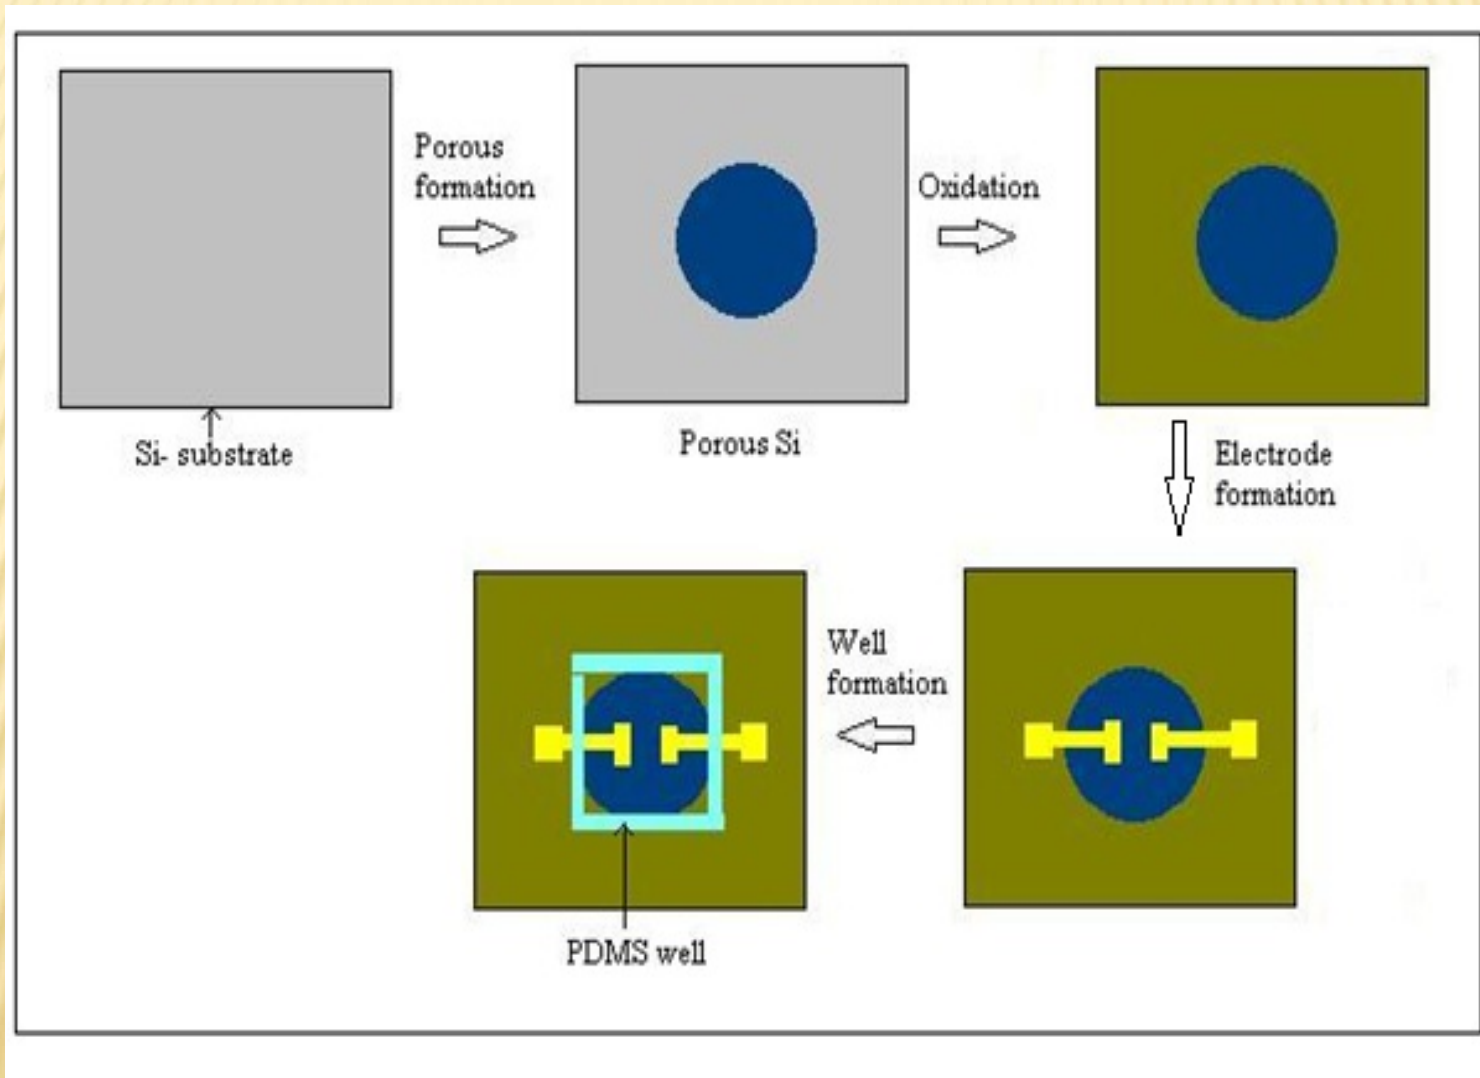 Porous
formation
Oxidation
Si- substrate
Porous Si
Electrode
formation
Well
formation
PDMS well